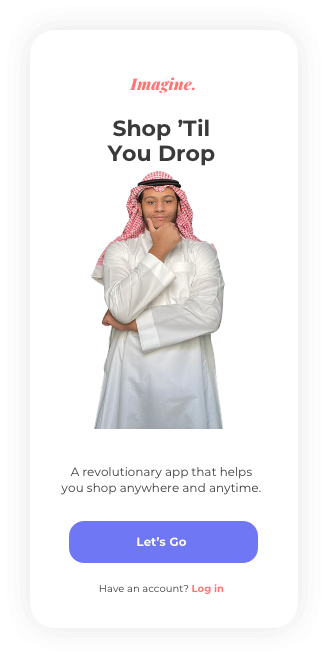 Imagine.
Shop ’Til
You Drop
A revolutionary app that helps
you shop anywhere and anytime.
Let’s Go
Have an account? Log in